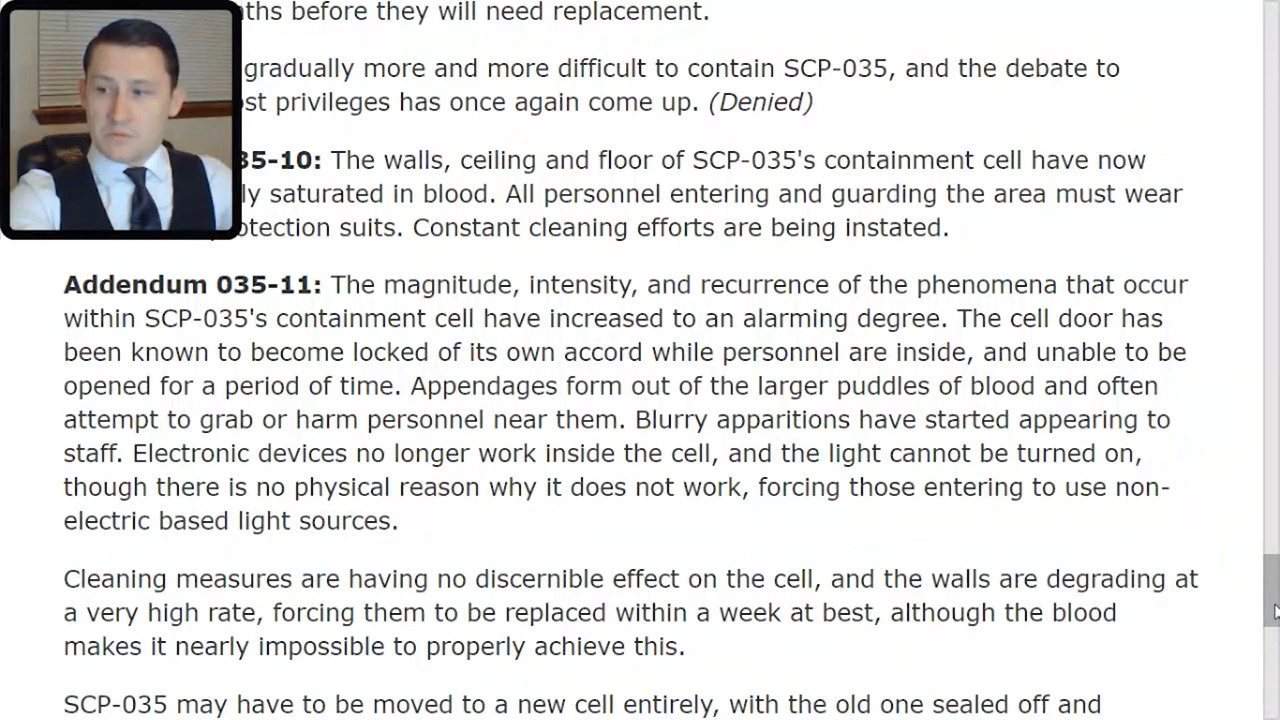 ths before they will need replacement.
gradually more and more difficult to contain SCP-035, and the debate to
ost privileges has once again come up. (Denied)
35-10: The walls, ceiling and floor of SCP-035's containment cell have now
ly saturated in blood. All personnel entering and guarding the area must wear
otection suits. Constant cleaning efforts are being instated.
Addendum 035-11: The magnitude, intensity, and recurrence of the phenomena that occur
within SCP-035's containment cell have increased to an alarming degree. The cell door has
been known to become locked of its own accord while personnel are inside, and unable to be
opened for a period of time. Appendages form out of the larger puddles of blood and often
attempt to grab or harm personnel near them. Blurry apparitions have started appearing to
staff. Electronic devices no longer work inside the cell, and the light cannot be turned on,
though there is no physical reason why it does not work, forcing those entering to use non-
electric based light sources.
Cleaning measures are having no discernible effect on the cell, and the walls are degrading at
a very high rate, forcing them to be replaced within a week at best, although the blood
makes it nearly impossible to properly achieve this.
SCP-035 may have to be moved to a new cell entirely, with the old one sealed off and